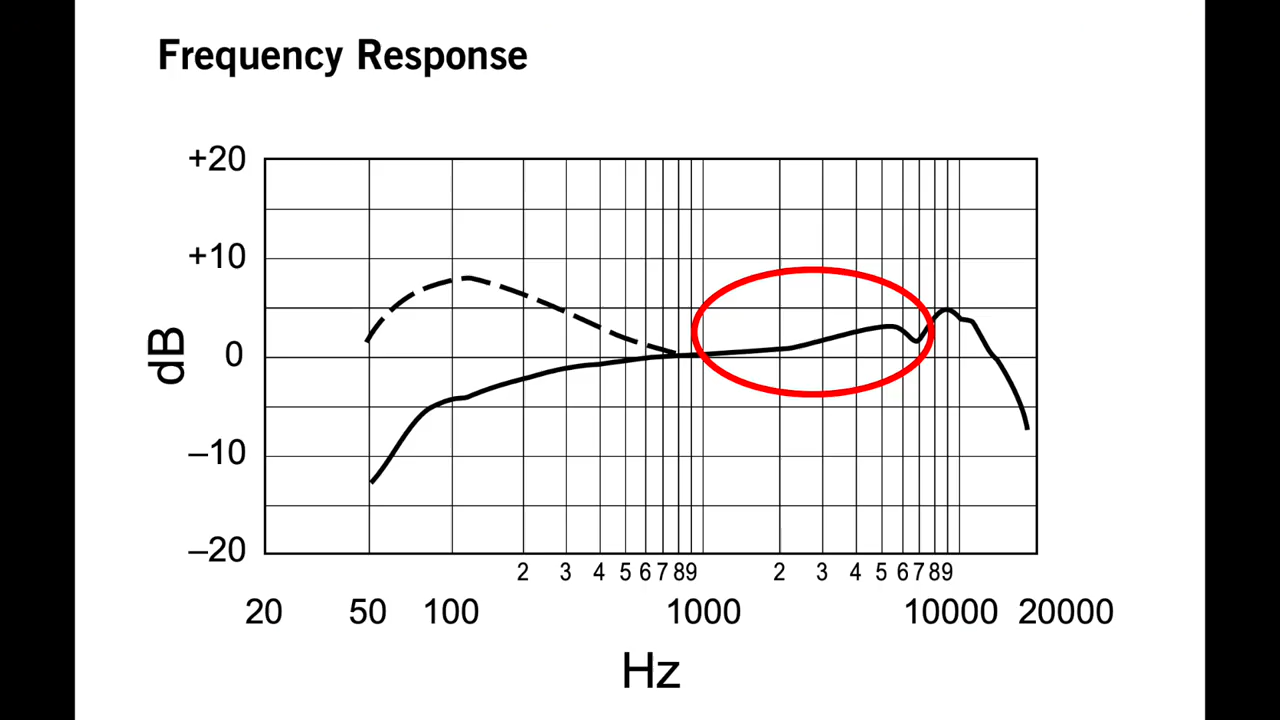 Frequency Response
+20
+10
dB
0
–10
–20
2 3 4 5 6 7 8 9 2 3 4 5 6 7 8 9
20 50 100 1000 10000 20000
Hz